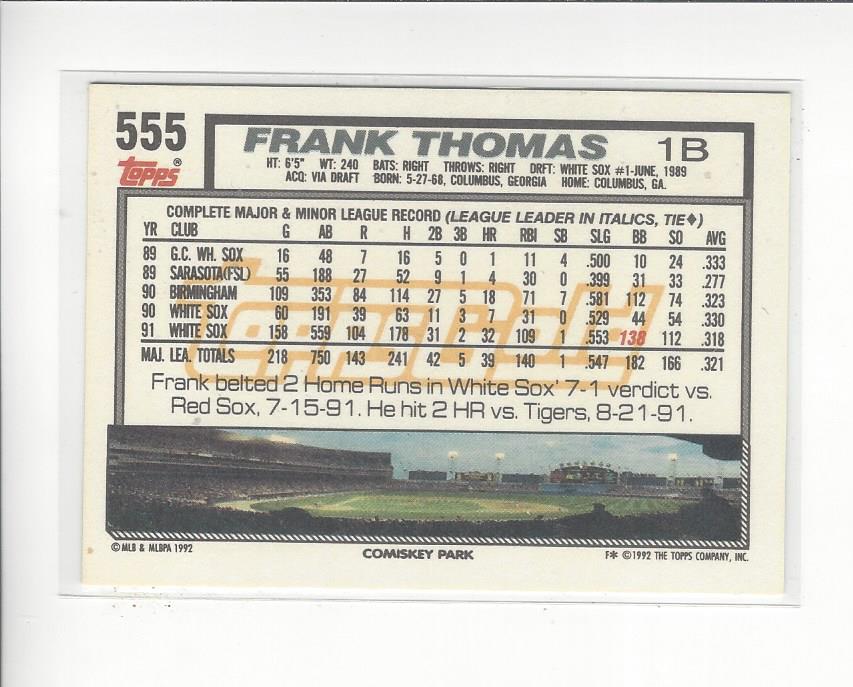 555
Topps®
FRANK THOMAS 1B
HT: 6'5" WT: 240 BATS: RIGHT THROWS: RIGHT DRFT: WHITE SOX #1-JUNE, 1989
ACQ: VIA DRAFT BORN: 5-27-68, COLUMBUS, GEORGIA HOME: COLUMBUS, GA.
COMPLETE MAJOR & MINOR LEAGUE RECORD (LEAGUE LEADER IN ITALICS, TIE♦)
YR CLUB G AB R H 2B 3B HR RBI SB SLG BB SO AVG
89 G.C. WH. SOX 16 48 7 16 5 0 1 11 4 .500 10 24 .333
89 SARASOTA(FSL) 55 188 27 52 9 1 4 30 0 .399 31 33 .277
90 BIRMINGHAM 109 353 84 114 27 5 18 71 7 .581 112 74 .323
90 WHITE SOX 60 191 39 63 11 3 7 31 0 .529 44 54 .330
91 WHITE SOX 158 559 104 178 31 2 32 109 1 .553 138 112 .318
MAJ. LEA. TOTALS 218 750 143 241 42 5 39 140 1 .547 182 166 .321
ToppsGold
Frank belted 2 Home Runs in White Sox' 7-1 verdict vs.
Red Sox, 7-15-91. He hit 2 HR vs. Tigers, 8-21-91.
© MLB & MLBPA 1992
COMISKEY PARK
F* © 1992 THE TOPPS COMPANY, INC.